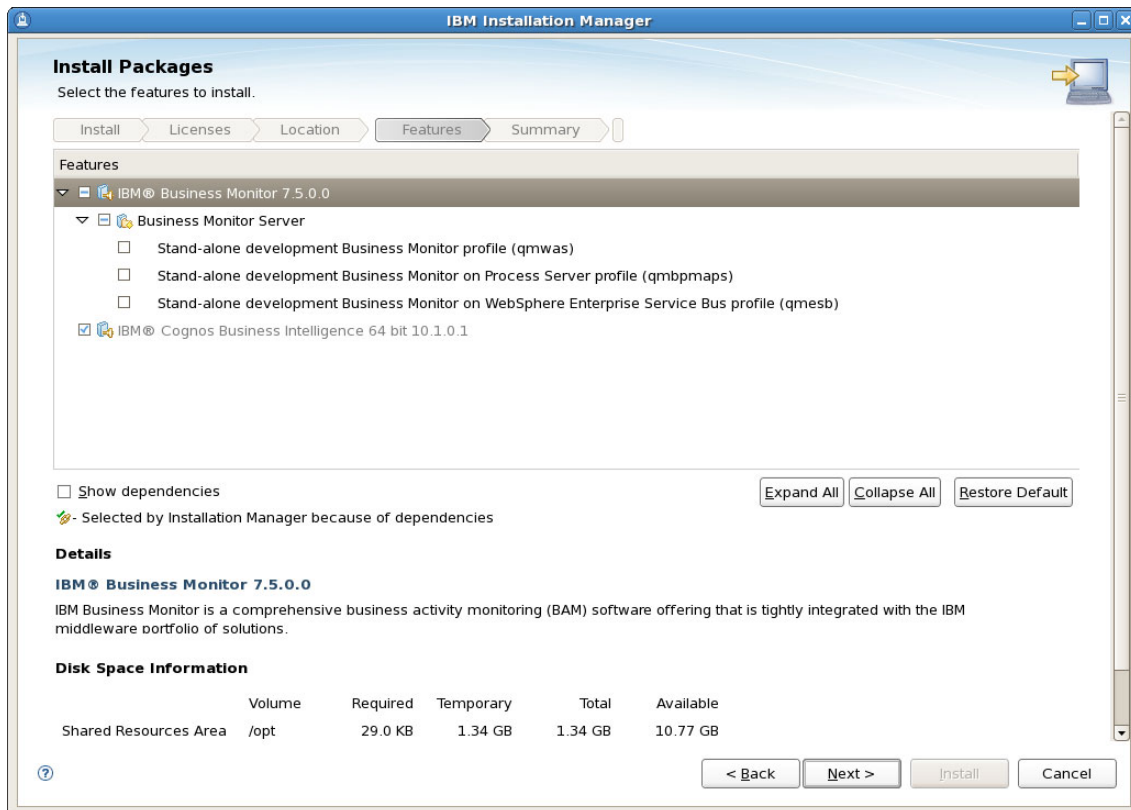 IBM Installation Manager
Install Packages
Select the features to install.
Install Licenses Location Features Summary
Features
IBM® Business Monitor 7.5.0.0
Business Monitor Server
Stand-alone development Business Monitor profile (qmwas)
Stand-alone development Business Monitor on Process Server profile (qmbpmaps)
Stand-alone development Business Monitor on WebSphere Enterprise Service Bus profile (qmesb)
IBM® Cognos Business Intelligence 64 bit 10.1.0.1
Show dependencies Expand All Collapse All Restore Default
- Selected by Installation Manager because of dependencies
Details
IBM® Business Monitor 7.5.0.0
IBM Business Monitor is a comprehensive business activity monitoring (BAM) software offering that is tightly integrated with the IBM
middleware portfolio of solutions.
Disk Space Information
Volume Required Temporary Total Available
Shared Resources Area /opt 29.0 KB 1.34 GB 1.34 GB 10.77 GB
? < Back Next > Install Cancel